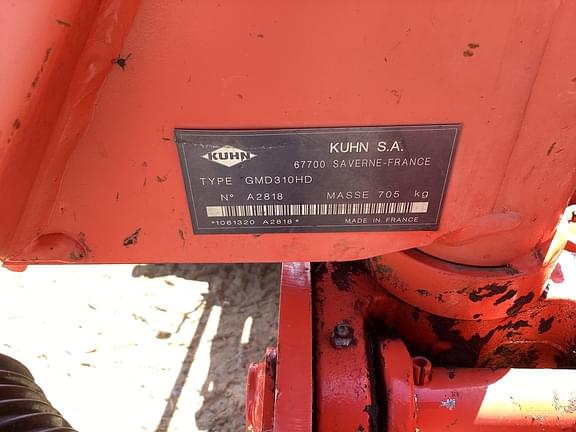 KUHN
KUHN S.A.
67700 SAVERNE-FRANCE
TYPE GMD310HD
N° A2818 MASSE 705 kg
*1061320 A2818*
MADE IN FRANCE